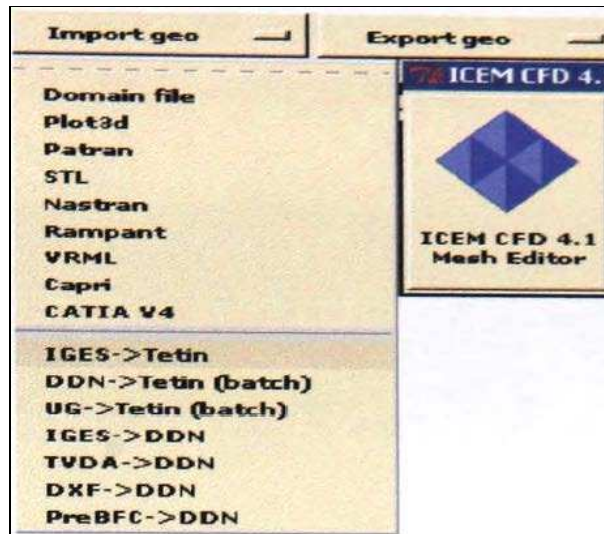 Import geo
Export geo
Domain file
Plot3d
Patran
STL
Nastran
Rampant
VRML
Capri
CATIA V4
IGES->Tetin
DDN->Tetin (batch)
UG->Tetin (batch)
IGES->DDN
TVDA->DDN
DXF->DDN
PreBFC->DDN
ICEM CFD 4.
ICEM CFD 4.1
Mesh Editor